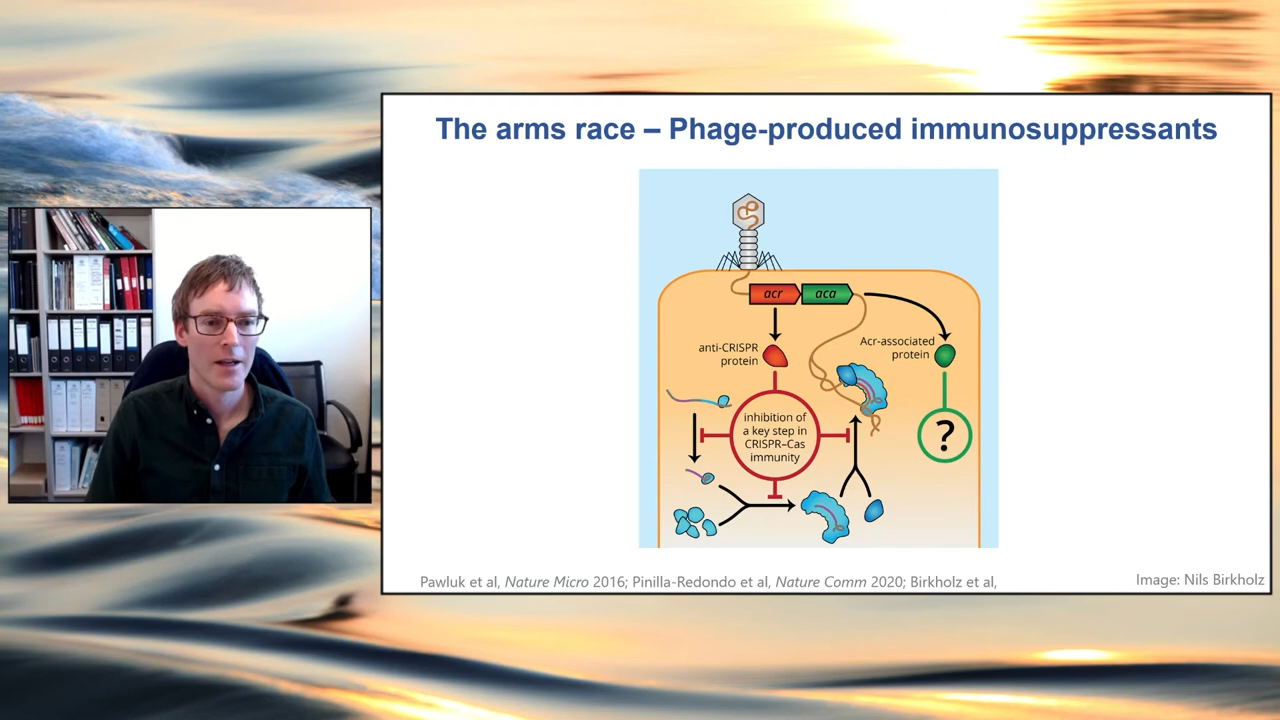 The arms race – Phage-produced immunosuppressants
acr
aca
anti-CRISPR
protein
Acr-associated
protein
inhibition of
a key step in
CRISPR–Cas
immunity
?
Pawluk et al, Nature Micro 2016; Pinilla-Redondo et al, Nature Comm 2020; Birkholz et al,
Image: Nils Birkholz